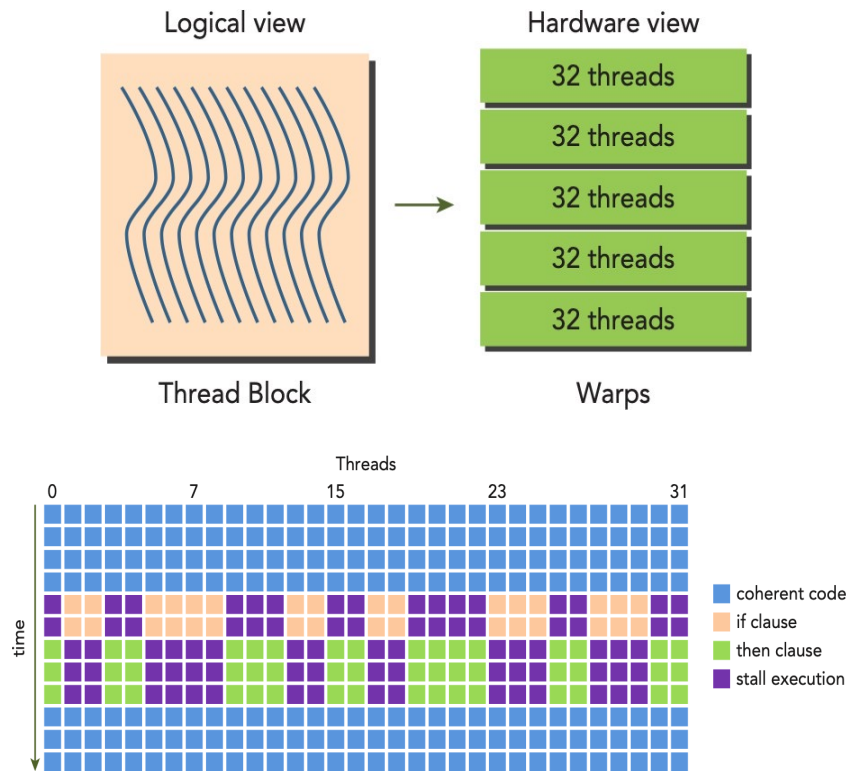 Logical view
Hardware view
32 threads
32 threads
32 threads
32 threads
32 threads
Thread Block
Warps
Threads
0 7 15 23 31
time
coherent code
if clause
then clause
stall execution